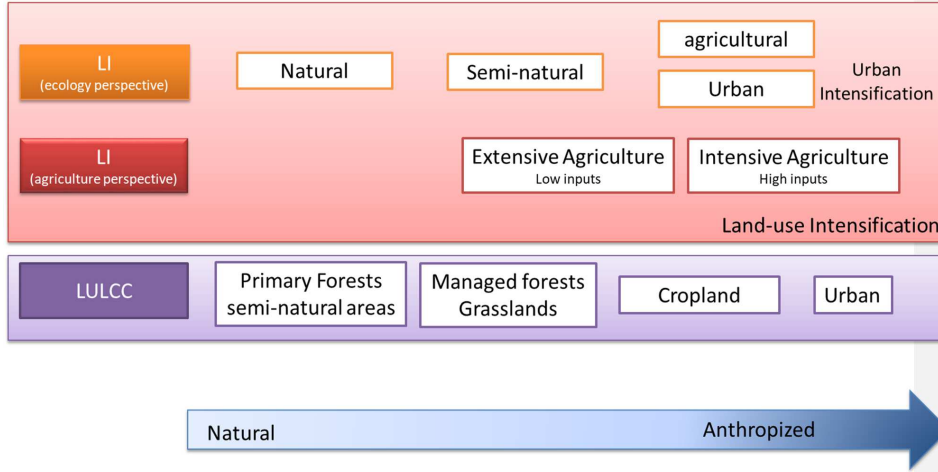 LI
(ecology perspective)
Natural
Semi-natural
agricultural
Urban
Urban
Intensification
LI
(agriculture perspective)
Extensive Agriculture
Low inputs
Intensive Agriculture
High inputs
Land-use Intensification
LULCC
Primary Forests
semi-natural areas
Managed forests
Grasslands
Cropland
Urban
Natural
Anthropized